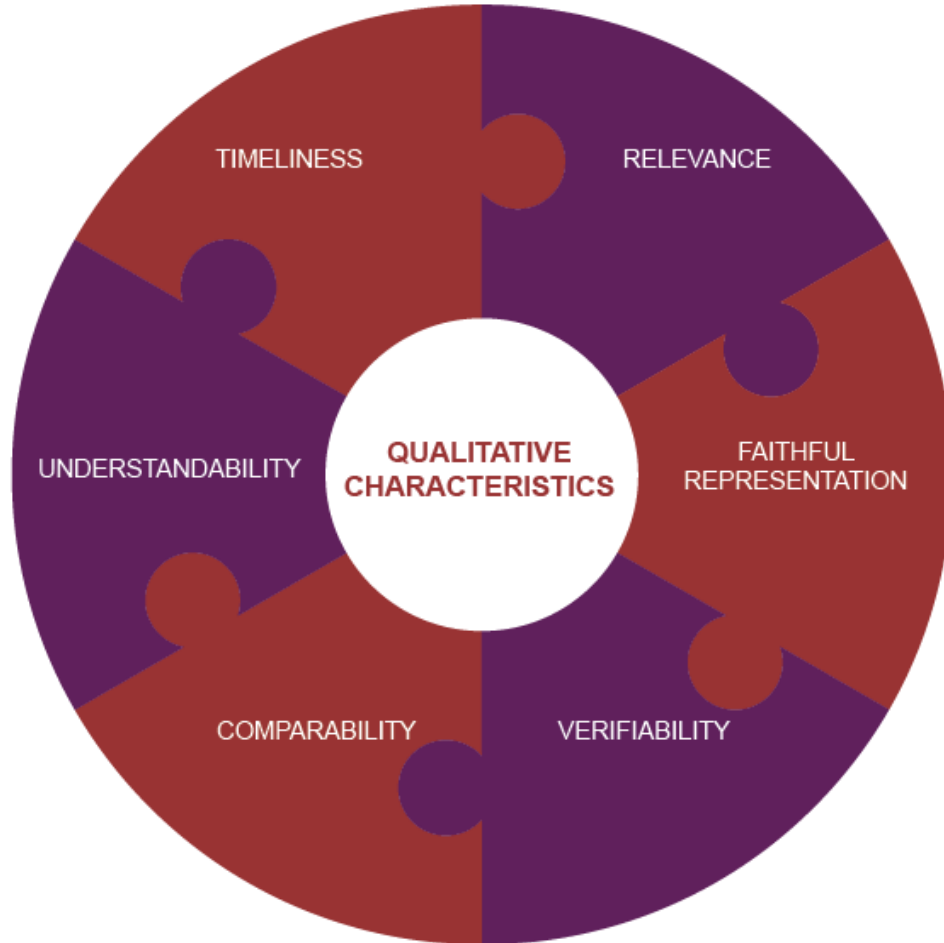 TIMELINESS
RELEVANCE
UNDERSTANDABILITY
QUALITATIVE
CHARACTERISTICS
FAITHFUL
REPRESENTATION
COMPARABILITY
VERIFIABILITY